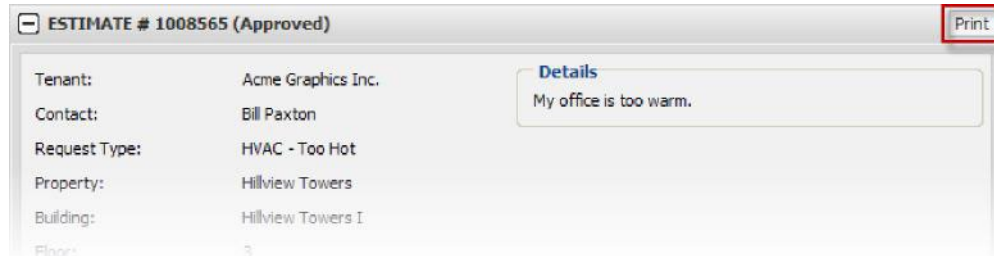 ESTIMATE # 1008565 (Approved)
Print
Tenant: Acme Graphics Inc.
Contact: Bill Paxton
Request Type: HVAC - Too Hot
Property: Hillview Towers
Building: Hillview Towers I
Floor: 3
Details
My office is too warm.